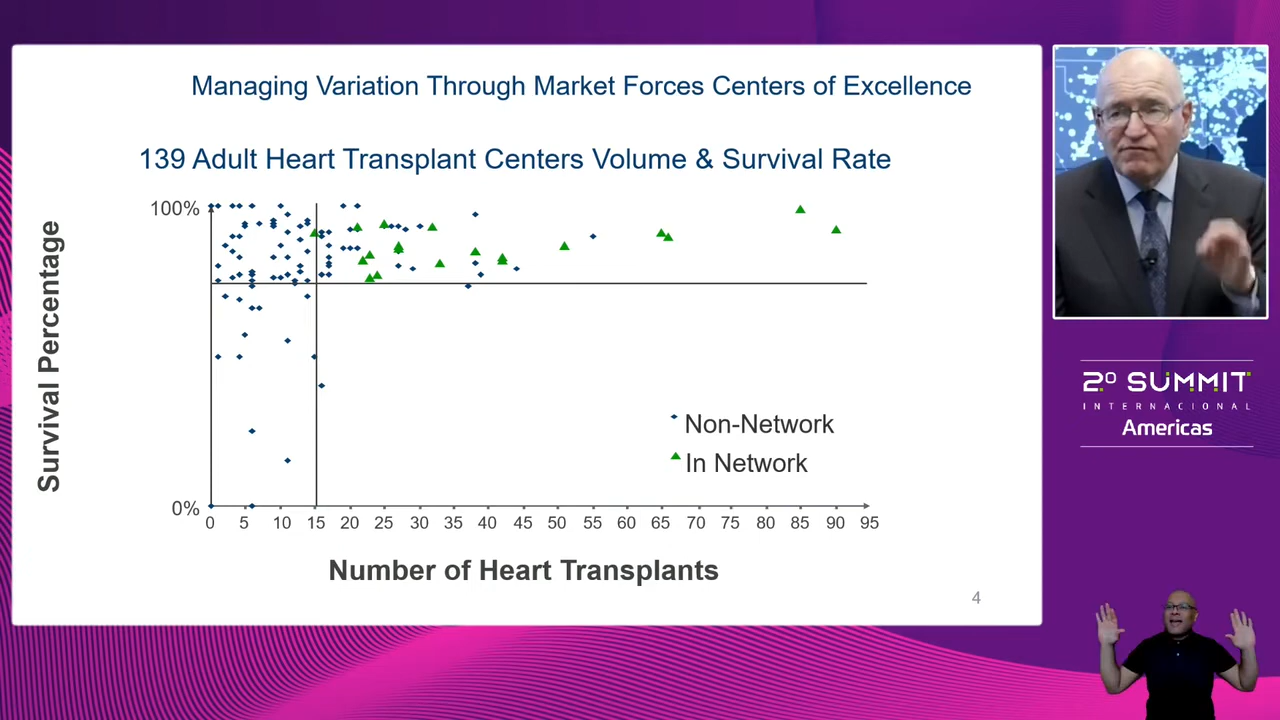 Managing Variation Through Market Forces Centers of Excellence
139 Adult Heart Transplant Centers Volume & Survival Rate
Survival Percentage
100%
0%
0 5 10 15 20 25 30 35 40 45 50 55 60 65 70 75 80 85 90 95
Non-Network
In Network
Number of Heart Transplants
4
2º SUMMIT
INTERNACIONAL
Americas